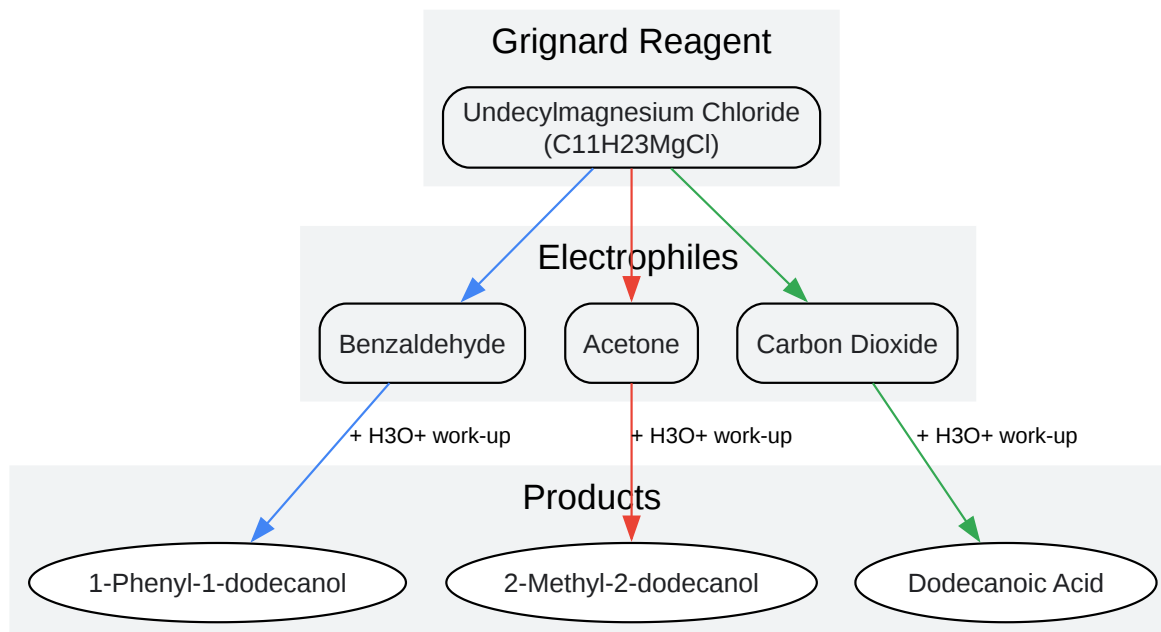 Grignard Reagent
Undecylmagnesium Chloride
(C11H23MgCl)
Electrophiles
Benzaldehyde
Acetone
Carbon Dioxide
+ H3O+ work-up
+ H3O+ work-up
+ H3O+ work-up
Products
1-Phenyl-1-dodecanol
2-Methyl-2-dodecanol
Dodecanoic Acid